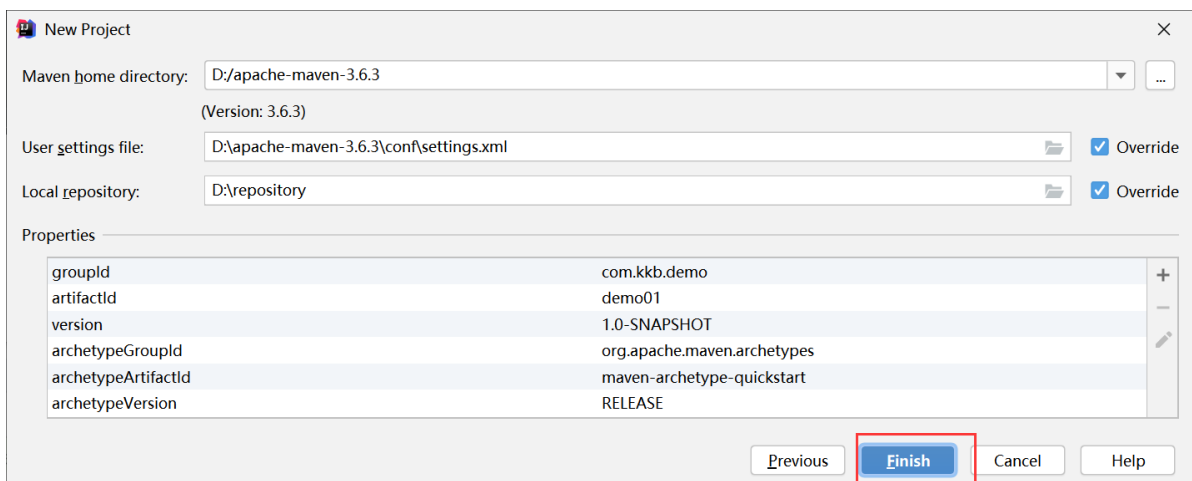 New Project
Maven home directory: D:/apache-maven-3.6.3 ...
(Version: 3.6.3)
User settings file: D:\apache-maven-3.6.3\conf\settings.xml Override
Local repository: D:\repository Override
Properties
groupId com.kkb.demo
artifactId demo01
version 1.0-SNAPSHOT
archetypeGroupId org.apache.maven.archetypes
archetypeArtifactId maven-archetype-quickstart
archetypeVersion RELEASE
Previous Finish Cancel Help